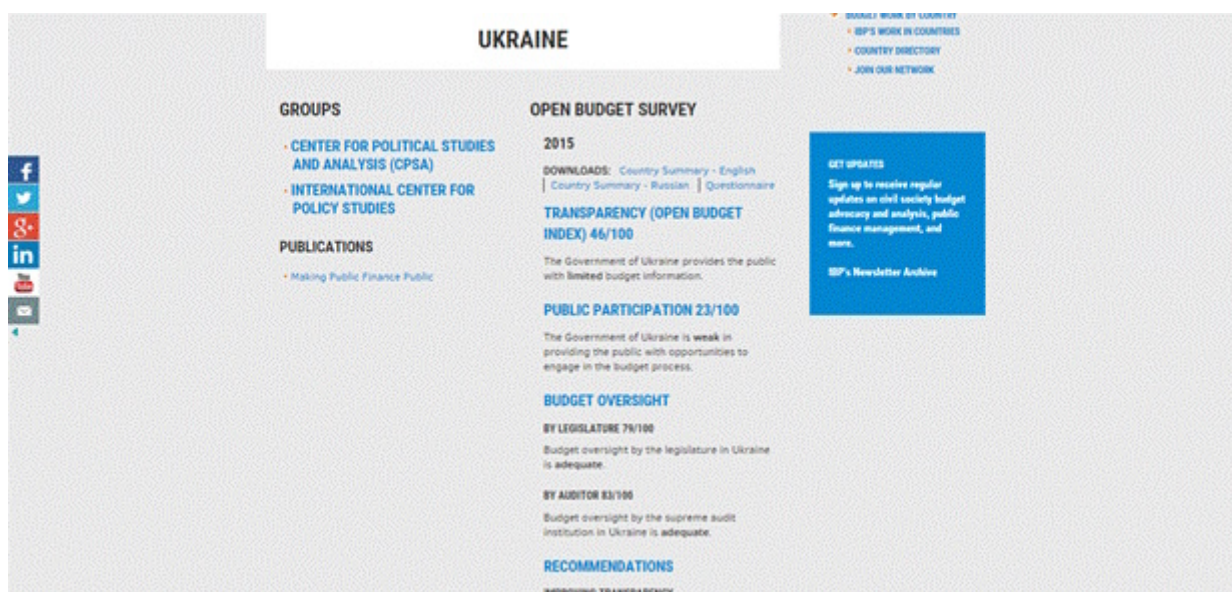 UKRAINE
GROUPS
• CENTER FOR POLITICAL STUDIES
AND ANALYSIS (CPSA)
• INTERNATIONAL CENTER FOR
POLICY STUDIES
PUBLICATIONS
• Making Public Finance Public
OPEN BUDGET SURVEY
2015
DOWNLOADS: Country Summary - English
| Country Summary - Russian | Questionnaire
TRANSPARENCY (OPEN BUDGET
INDEX) 46/100
The Government of Ukraine provides the public
with limited budget information.
PUBLIC PARTICIPATION 23/100
The Government of Ukraine is weak in
providing the public with opportunities to
engage in the budget process.
BUDGET OVERSIGHT
BY LEGISLATURE 79/100
Budget oversight by the legislature in Ukraine
is adequate.
BY AUDITOR 83/100
Budget oversight by the supreme audit
institution in Ukraine is adequate.
RECOMMENDATIONS
IMPROVING TRANSPARENCY
BUDGET WORK BY COUNTRY
• IBP'S WORK IN COUNTRIES
• COUNTRY DIRECTORY
• JOIN OUR NETWORK
GET UPDATES
Sign up to receive regular
updates on civil society budget
advocacy and analysis, public
finance management, and
more.
IBP's Newsletter Archive
f
g+
in
You
Tube